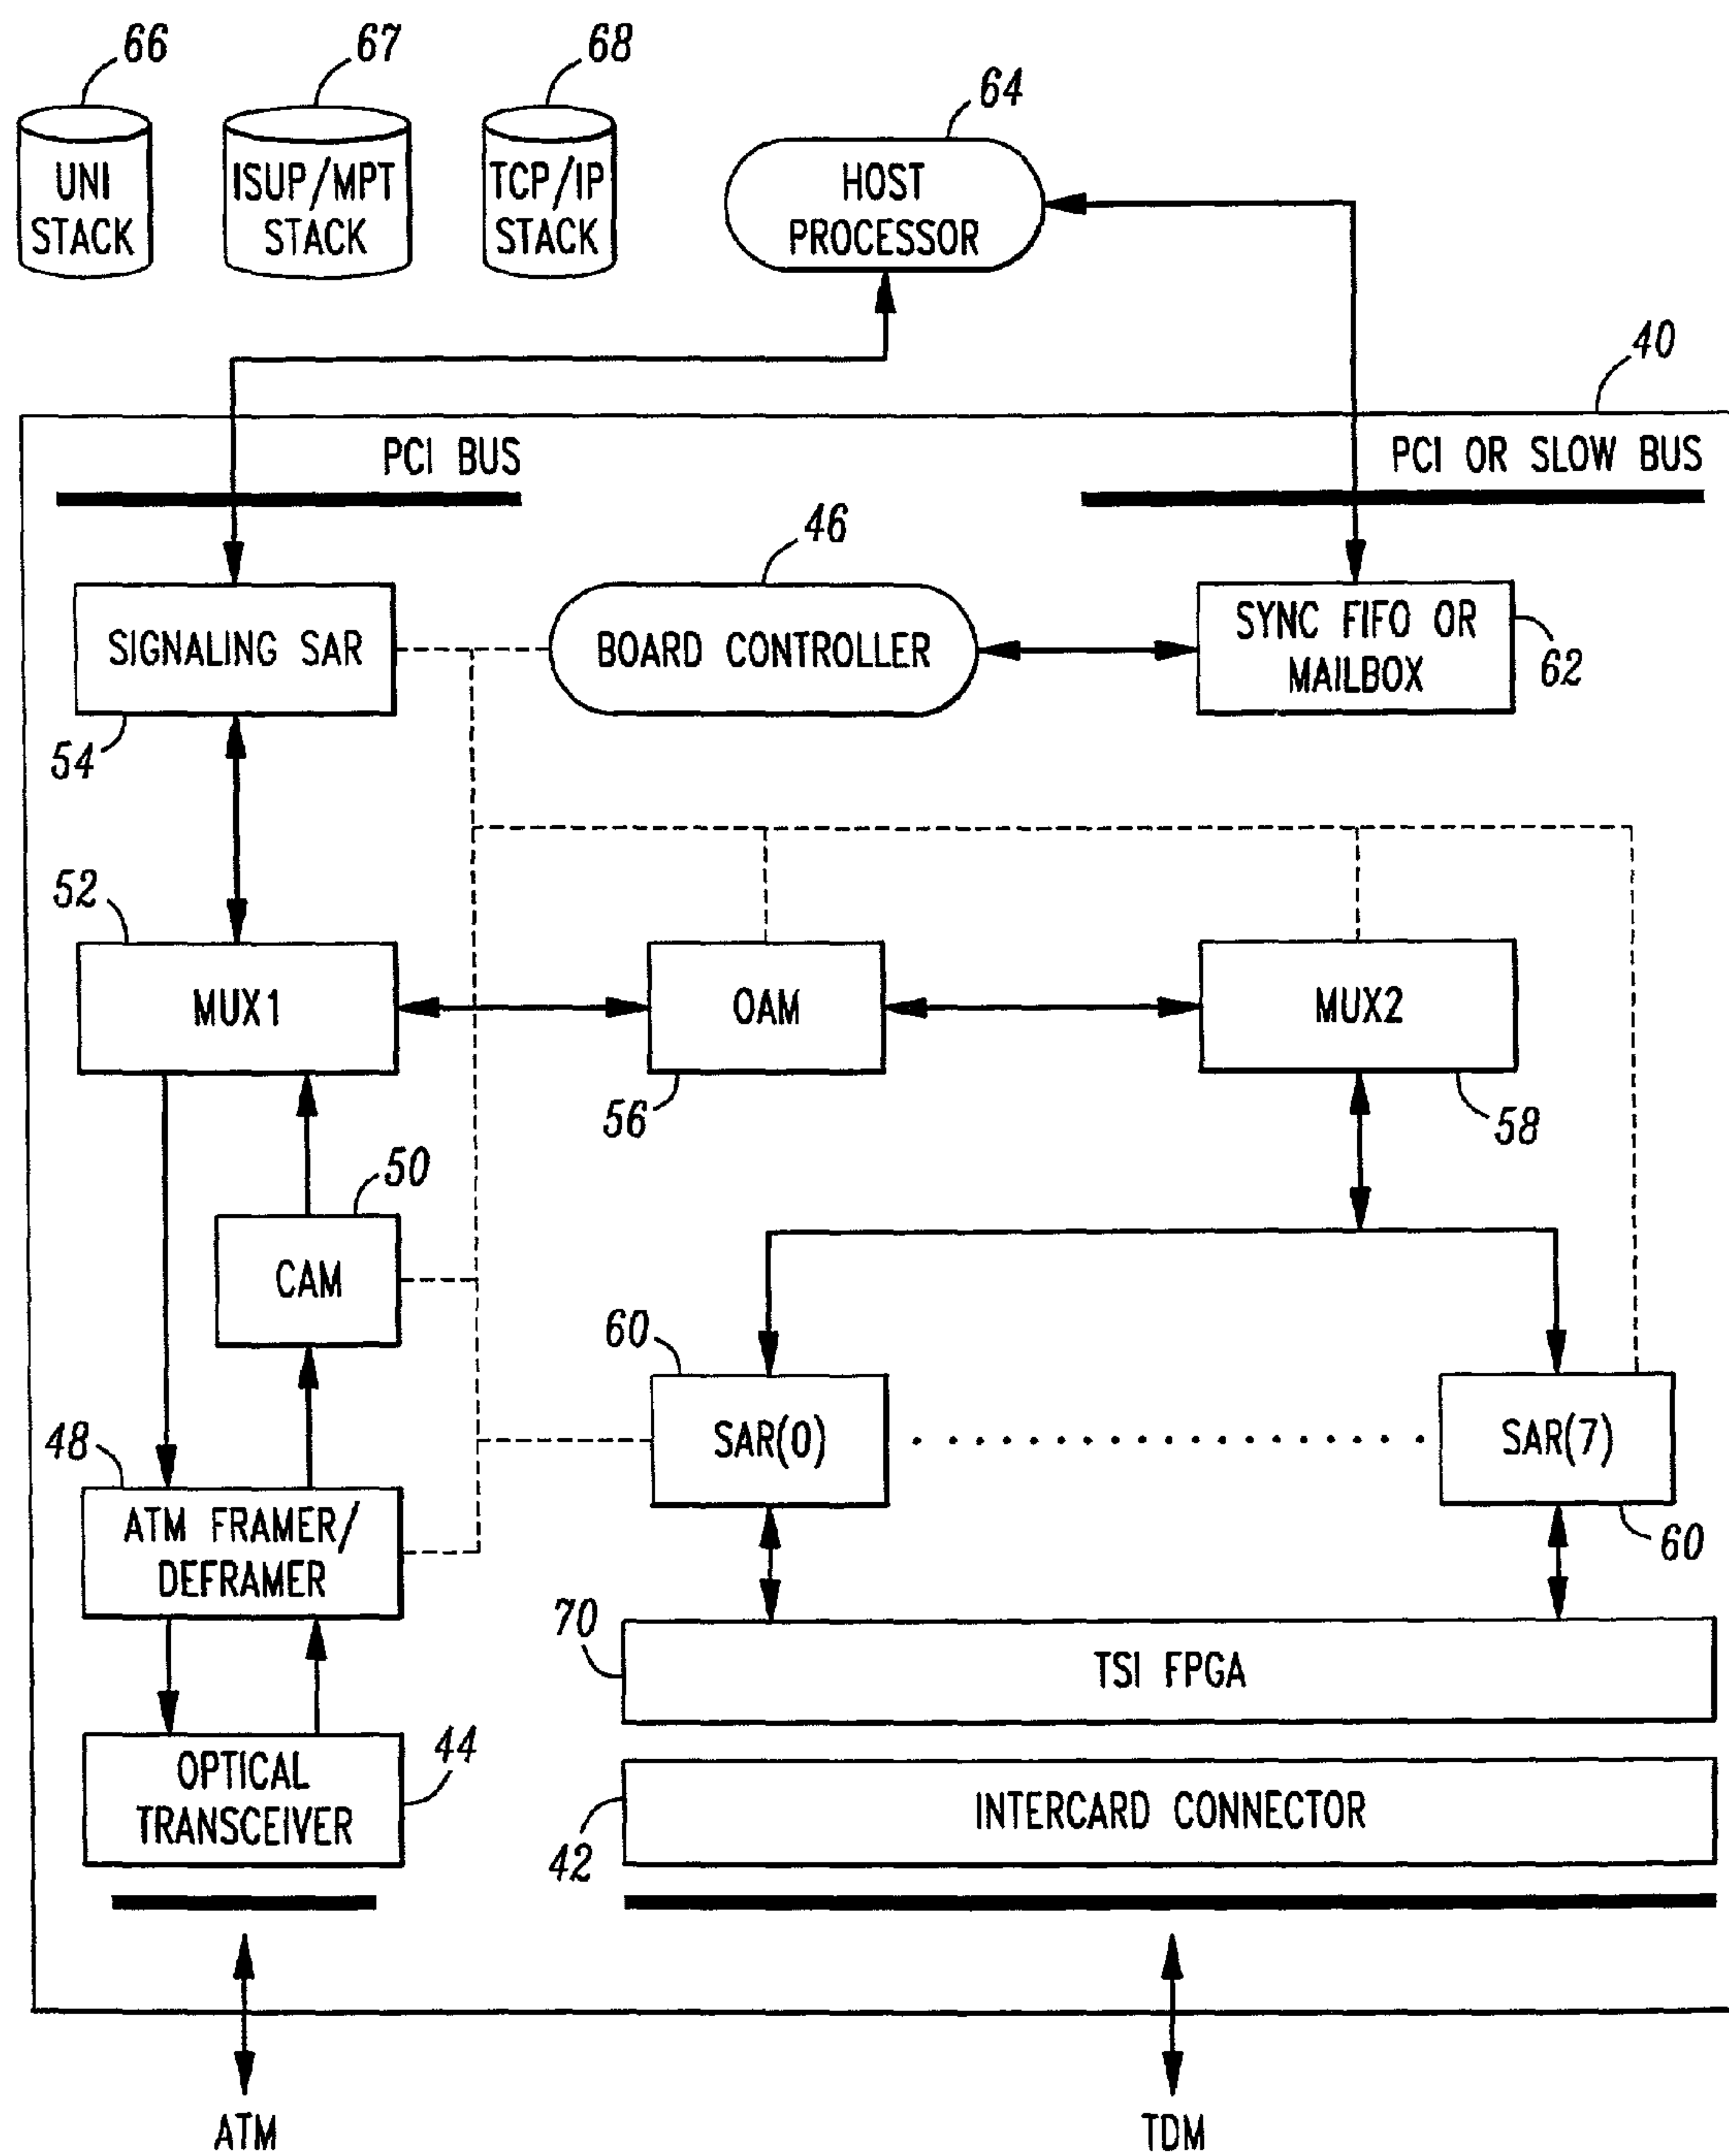 66
67
68
64
UNI
STACK
ISUP/MPT
STACK
TCP/IP
STACK
HOST
PROCESSOR
40
PCI BUS
PCI OR SLOW BUS
46
SIGNALING SAR
BOARD CONTROLLER
SYNC FIFO OR
MAILBOX
62
54
52
MUX1
OAM
MUX2
56
58
50
CAM
60
48
SAR(0)
SAR(7)
ATM FRAMER/
DEFRAMER
60
70
TSI FPGA
44
OPTICAL
TRANSCEIVER
INTERCARD CONNECTOR
42
ATM
TDM